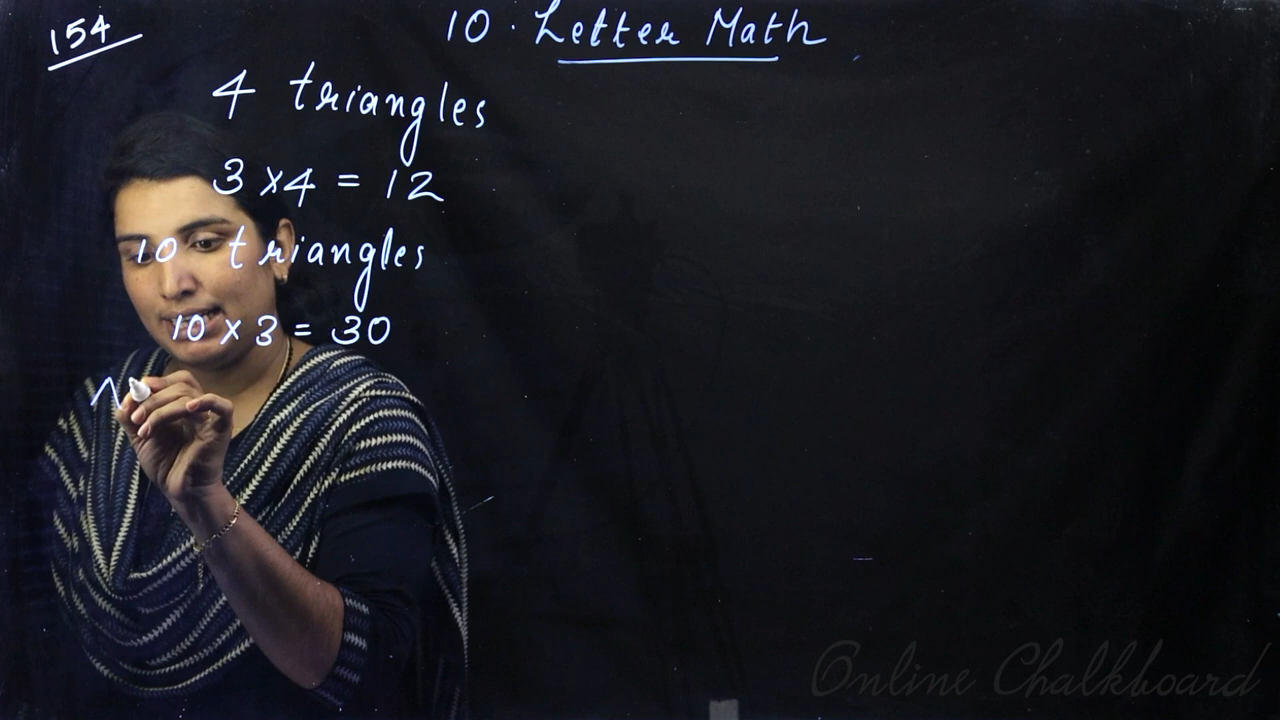 154
10. Letter Math
4 triangles
3 × 4 = 12
10 triangles
10 × 3 = 30
Online Chalkboard